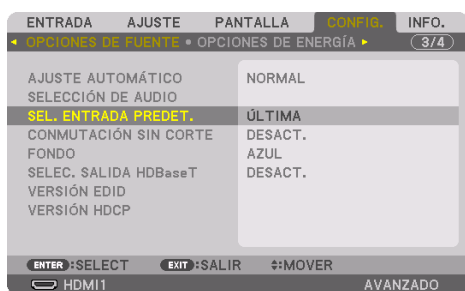 ENTRADA AJUSTE PANTALLA CONFIG. INFO.
OPCIONES DE FUENTE • OPCIONES DE ENERGÍA 3/4
AJUSTE AUTOMÁTICO NORMAL
SELECCIÓN DE AUDIO
SEL. ENTRADA PREDET. ÚLTIMA
CONMUTACIÓN SIN CORTE DESACT.
FONDO AZUL
SELEC. SALIDA HDBaseT DESACT.
VERSIÓN EDID
VERSIÓN HDCP
ENTER :SELECT EXIT :SALIR :MOVER
HDMI1 AVANZADO